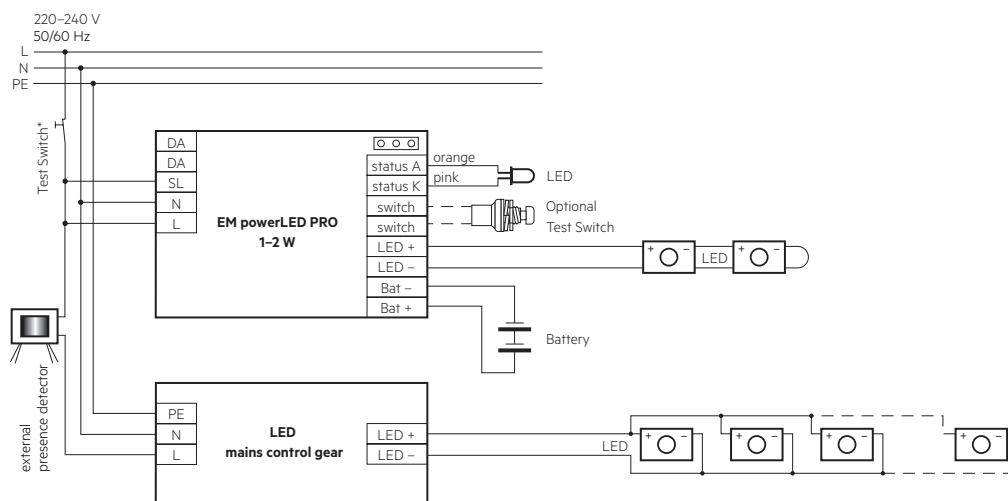 220–240 V
50/60 Hz
L
N
PE
Test Switch*
DA
DA
SL
N
L
EM powerLED PRO
1–2 W
status A
status K
switch
switch
LED +
LED –
Bat –
Bat +
orange
pink
LED
Optional
Test Switch
+ –
LED
+ –
Battery
external
presence detector
PE
N
L
LED
mains control gear
LED +
LED –
LED
+ –
+ –
+ –
+ –